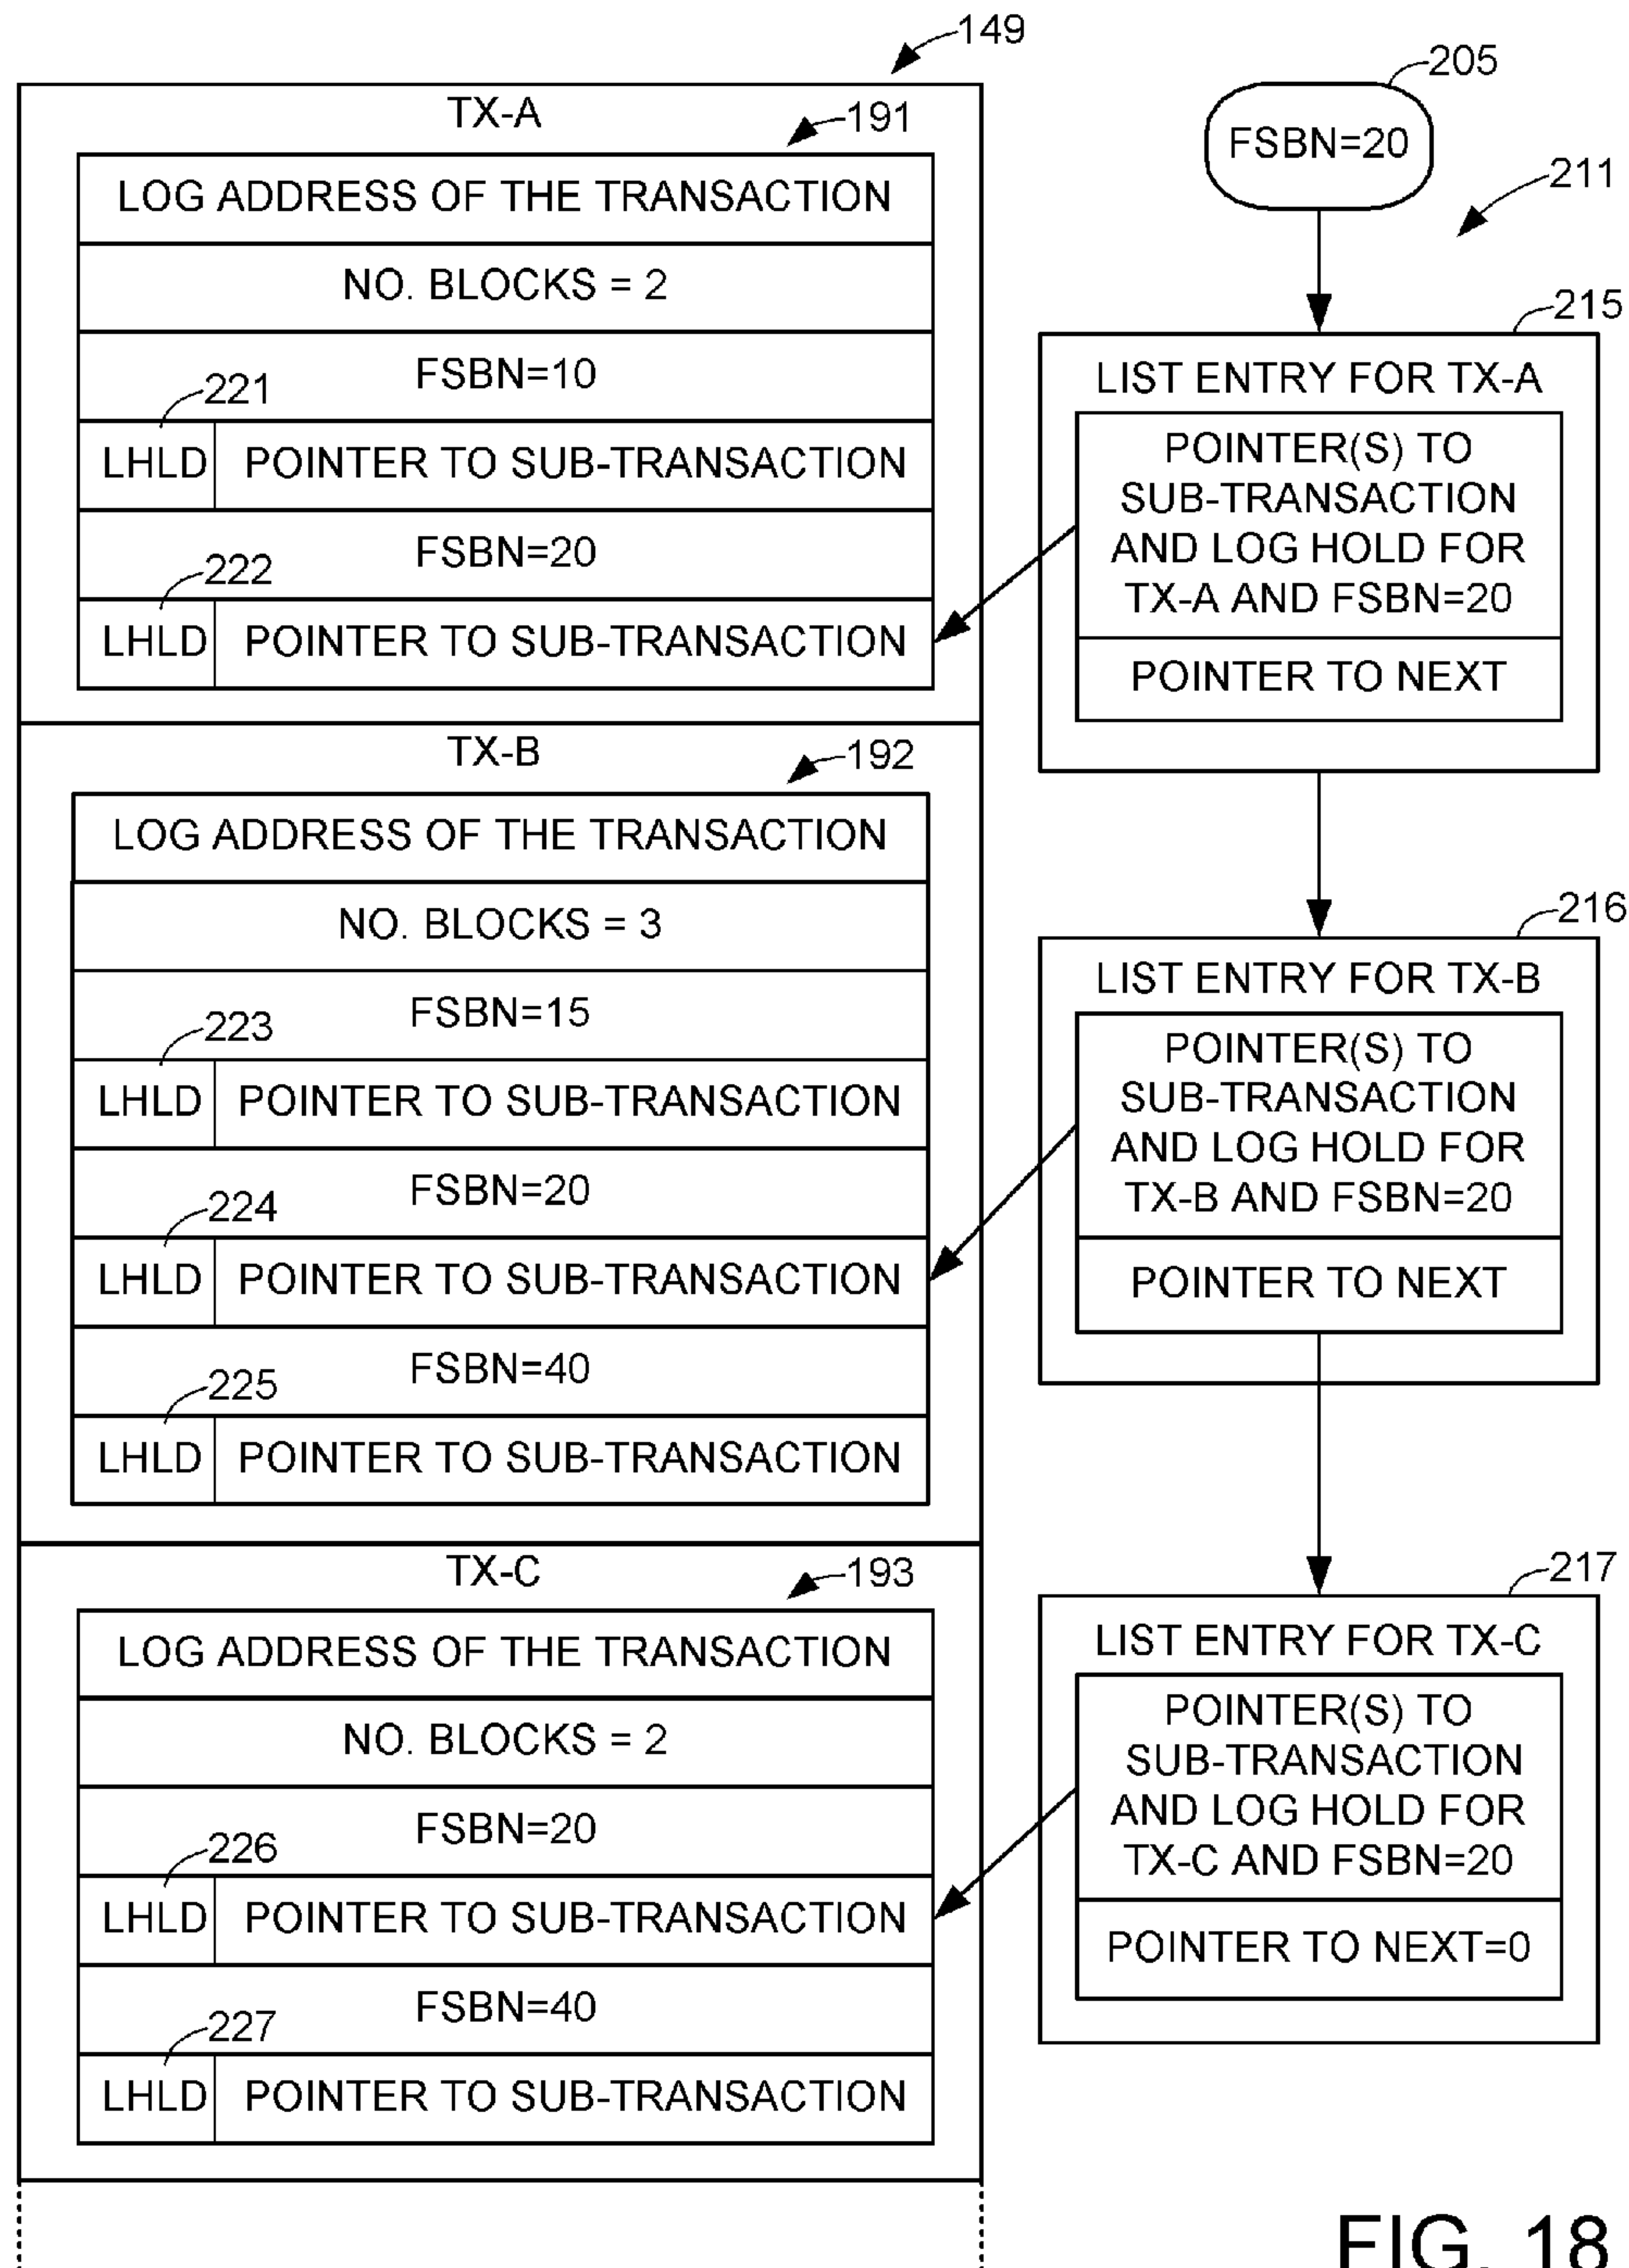 149
TX-A
191
LOG ADDRESS OF THE TRANSACTION
NO. BLOCKS = 2
FSBN=10
221
LHLD POINTER TO SUB-TRANSACTION
FSBN=20
222
LHLD POINTER TO SUB-TRANSACTION
TX-B
192
LOG ADDRESS OF THE TRANSACTION
NO. BLOCKS = 3
FSBN=15
223
LHLD POINTER TO SUB-TRANSACTION
FSBN=20
224
LHLD POINTER TO SUB-TRANSACTION
FSBN=40
225
LHLD POINTER TO SUB-TRANSACTION
TX-C
193
LOG ADDRESS OF THE TRANSACTION
NO. BLOCKS = 2
FSBN=20
226
LHLD POINTER TO SUB-TRANSACTION
FSBN=40
227
LHLD POINTER TO SUB-TRANSACTION
205
FSBN=20
211
215
LIST ENTRY FOR TX-A
POINTER(S) TO
SUB-TRANSACTION
AND LOG HOLD FOR
TX-A AND FSBN=20
POINTER TO NEXT
216
LIST ENTRY FOR TX-B
POINTER(S) TO
SUB-TRANSACTION
AND LOG HOLD FOR
TX-B AND FSBN=20
POINTER TO NEXT
217
LIST ENTRY FOR TX-C
POINTER(S) TO
SUB-TRANSACTION
AND LOG HOLD FOR
TX-C AND FSBN=20
POINTER TO NEXT=0
FIG. 18